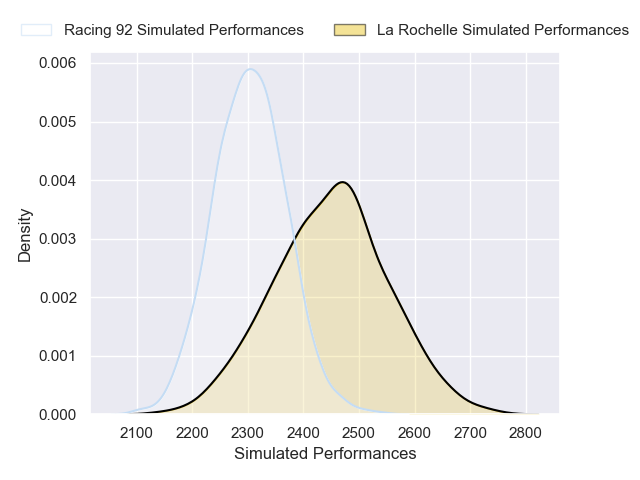 Racing 92 Simulated Performances
La Rochelle Simulated Performances
0.006
0.005
0.004
0.003
0.002
0.001
0.000
Density
2100 2200 2300 2400 2500 2600 2700 2800
Simulated Performances